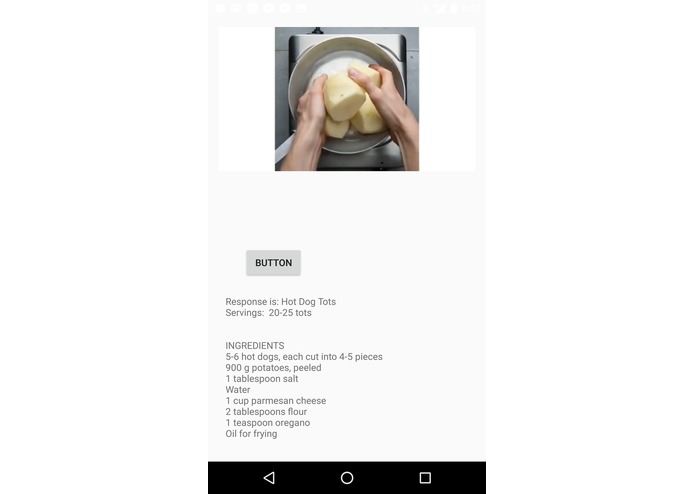 BUTTON
Response is: Hot Dog Tots
Servings:  20-25 tots
INGREDIENTS
5-6 hot dogs, each cut into 4-5 pieces
900 g potatoes, peeled
1 tablespoon salt
Water
1 cup parmesan cheese
2 tablespoons flour
1 teaspoon oregano
Oil for frying